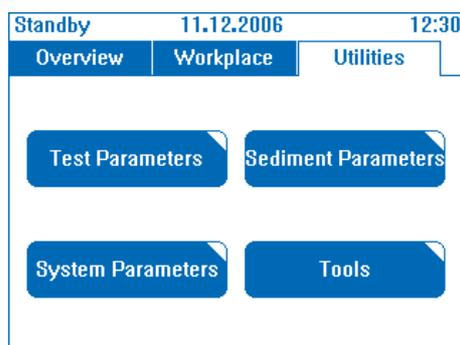 Standby 11.12.2006 12:30
Overview Workplace Utilities
Test Parameters Sediment Parameters
System Parameters Tools